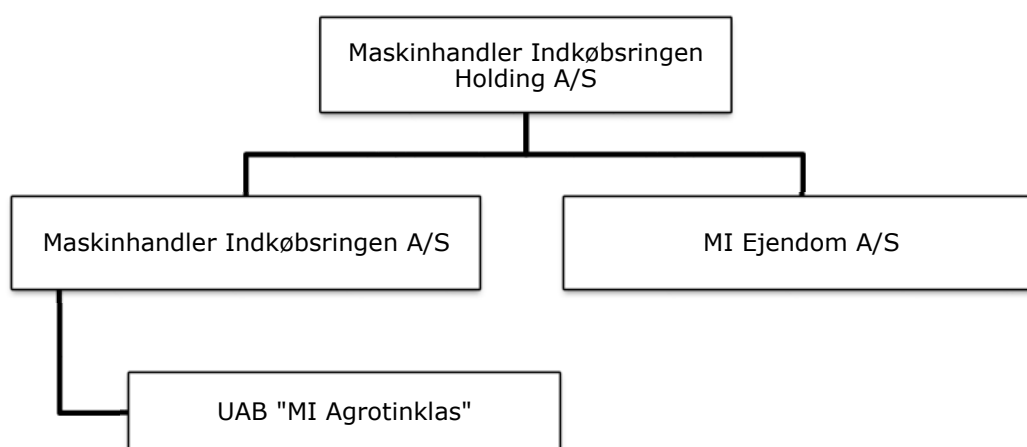 Maskinhandler Indkøbsringen
Holding A/S
Maskinhandler Indkøbsringen A/S
MI Ejendom A/S
UAB "MI Agrotinklas"